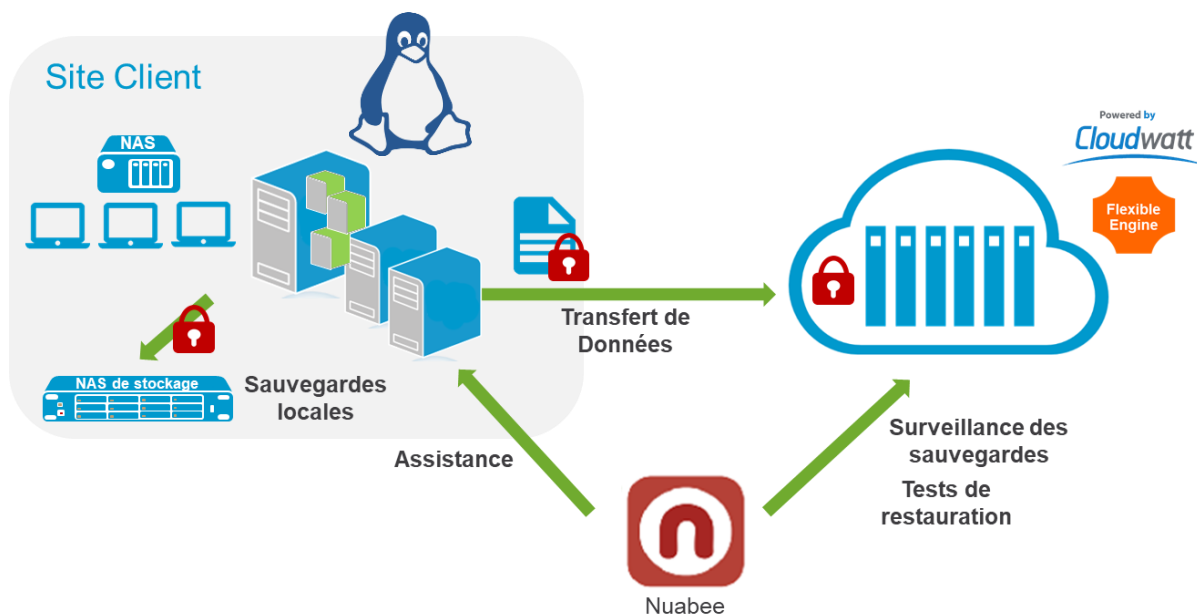 Site Client
NAS
NAS de stockage
Sauvegardes
locales
Transfert de
Données
Powered by
Cloudwatt
Flexible
Engine
Assistance
Surveillance des
sauvegardes
Tests de
restauration
n
Nuabee